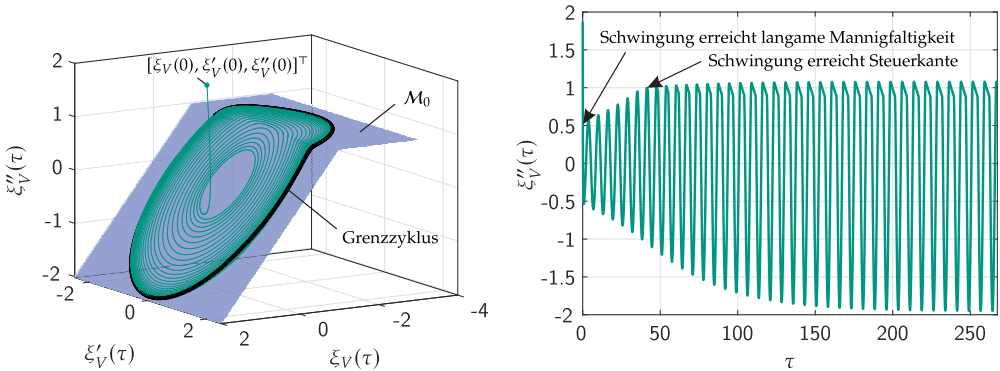 2
1
0
-1
-2
ξ″_V(τ)
[ξ_V(0), ξ′_V(0), ξ″_V(0)]^⊤
M_0
Grenzzyklus
-2
0
2
ξ′_V(τ)
2
0
-2
-4
ξ_V(τ)
2
1.5
1
0.5
0
-0.5
-1
-1.5
-2
ξ″_V(τ)
Schwingung erreicht langame Mannigfaltigkeit
Schwingung erreicht Steuerkante
0
50
100
150
200
250
τ